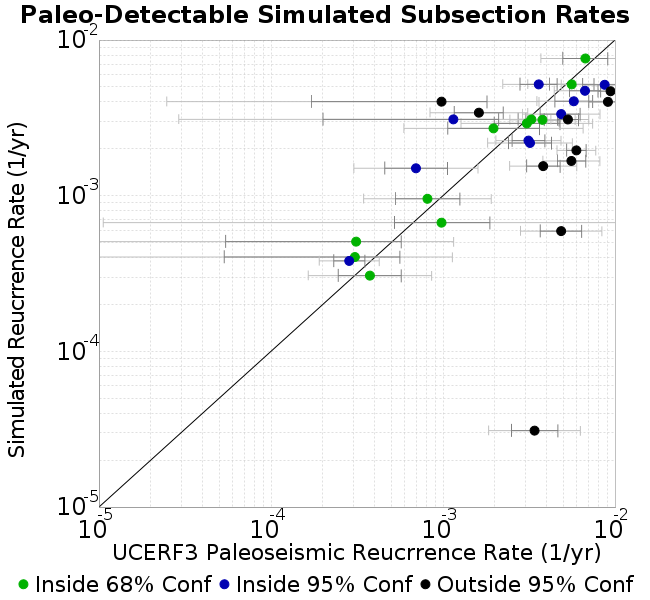 Paleo-Detectable Simulated Subsection Rates
Simulated Reucrrence Rate (1/yr)
10-2
10-3
10-4
10-5
10-5 10-4 10-3 10-2
UCERF3 Paleoseismic Reucrrence Rate (1/yr)
Inside 68% Conf Inside 95% Conf Outside 95% Conf